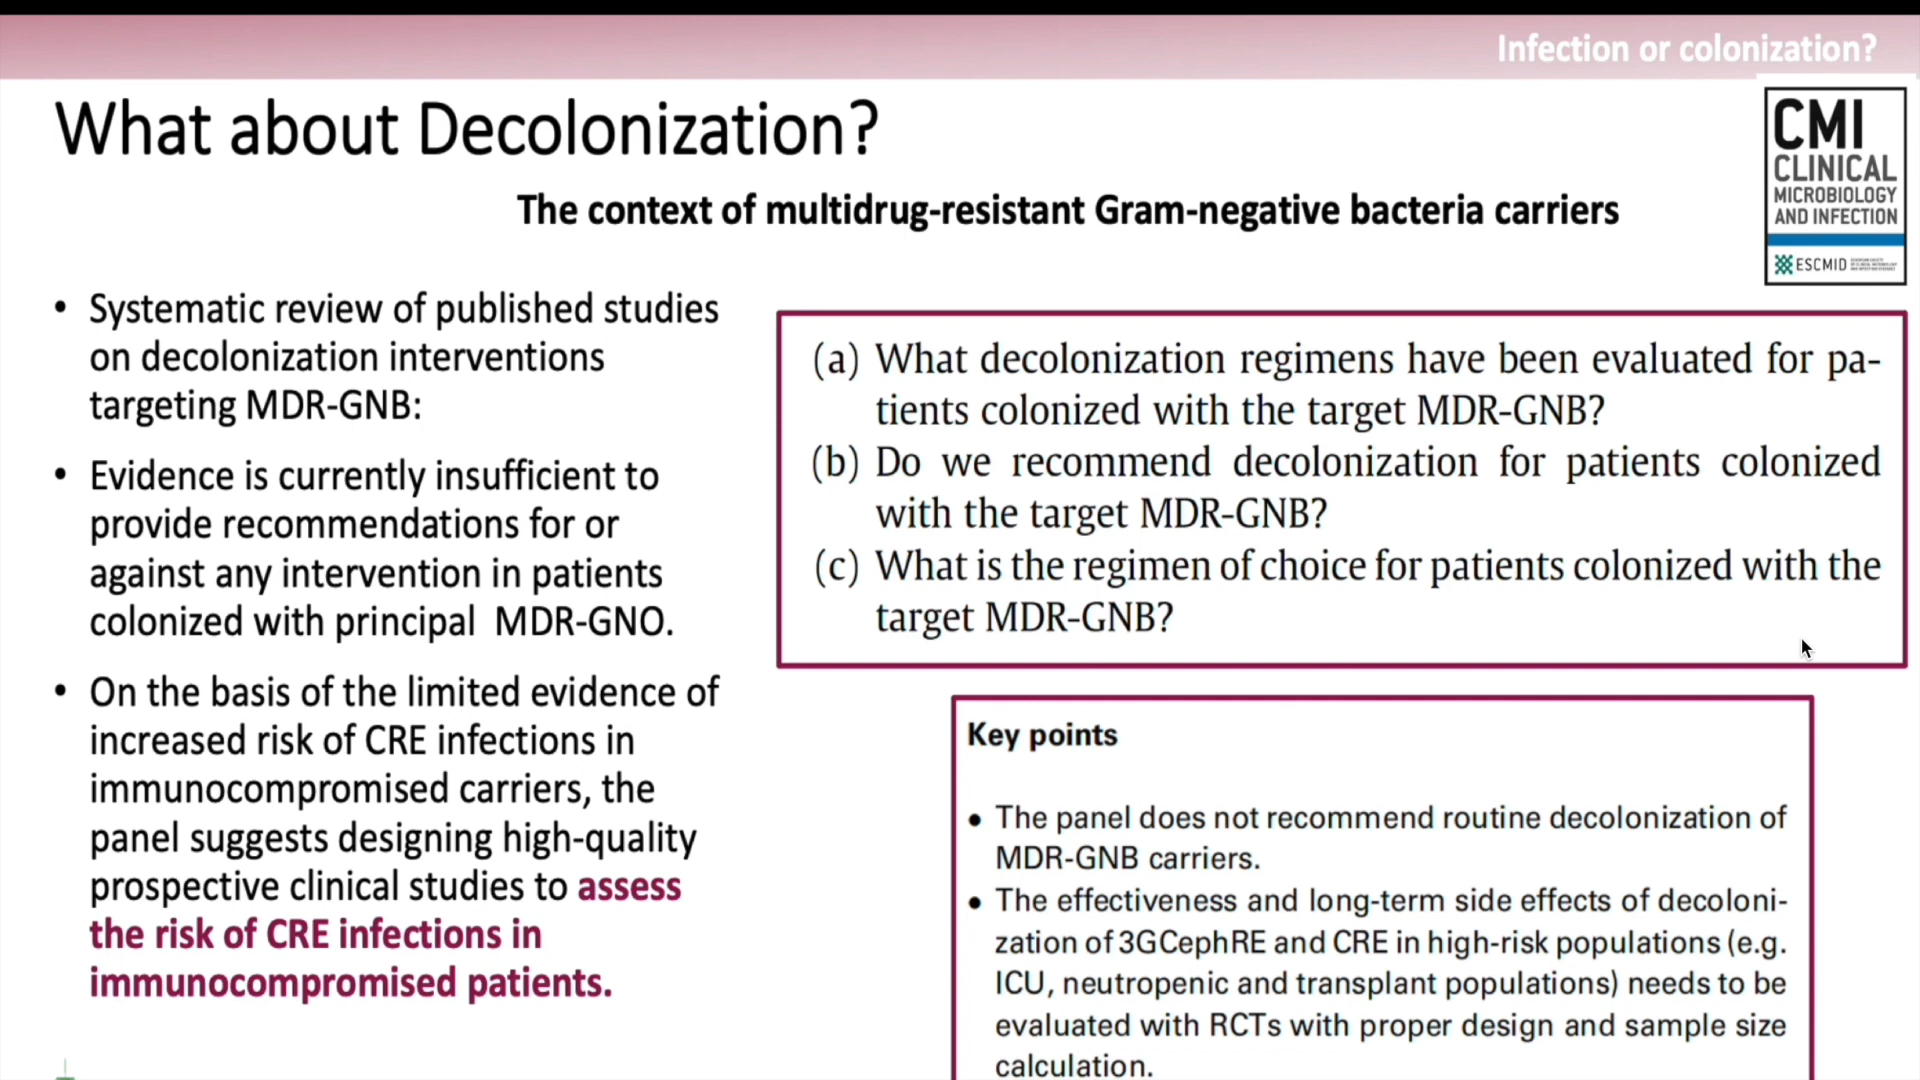 Infection or colonization?
What about Decolonization?
The context of multidrug-resistant Gram-negative bacteria carriers
CMI
CLINICAL
MICROBIOLOGY
AND INFECTION
ESCMID
• Systematic review of published studies
on decolonization interventions
targeting MDR-GNB:
• Evidence is currently insufficient to
provide recommendations for or
against any intervention in patients
colonized with principal MDR-GNO.
• On the basis of the limited evidence of
increased risk of CRE infections in
immunocompromised carriers, the
panel suggests designing high-quality
prospective clinical studies to assess
the risk of CRE infections in
immunocompromised patients.
(a) What decolonization regimens have been evaluated for pa-
tients colonized with the target MDR-GNB?
(b) Do we recommend decolonization for patients colonized
with the target MDR-GNB?
(c) What is the regimen of choice for patients colonized with the
target MDR-GNB?
Key points
• The panel does not recommend routine decolonization of
MDR-GNB carriers.
• The effectiveness and long-term side effects of decoloni-
zation of 3GCephRE and CRE in high-risk populations (e.g.
ICU, neutropenic and transplant populations) needs to be
evaluated with RCTs with proper design and sample size
calculation.